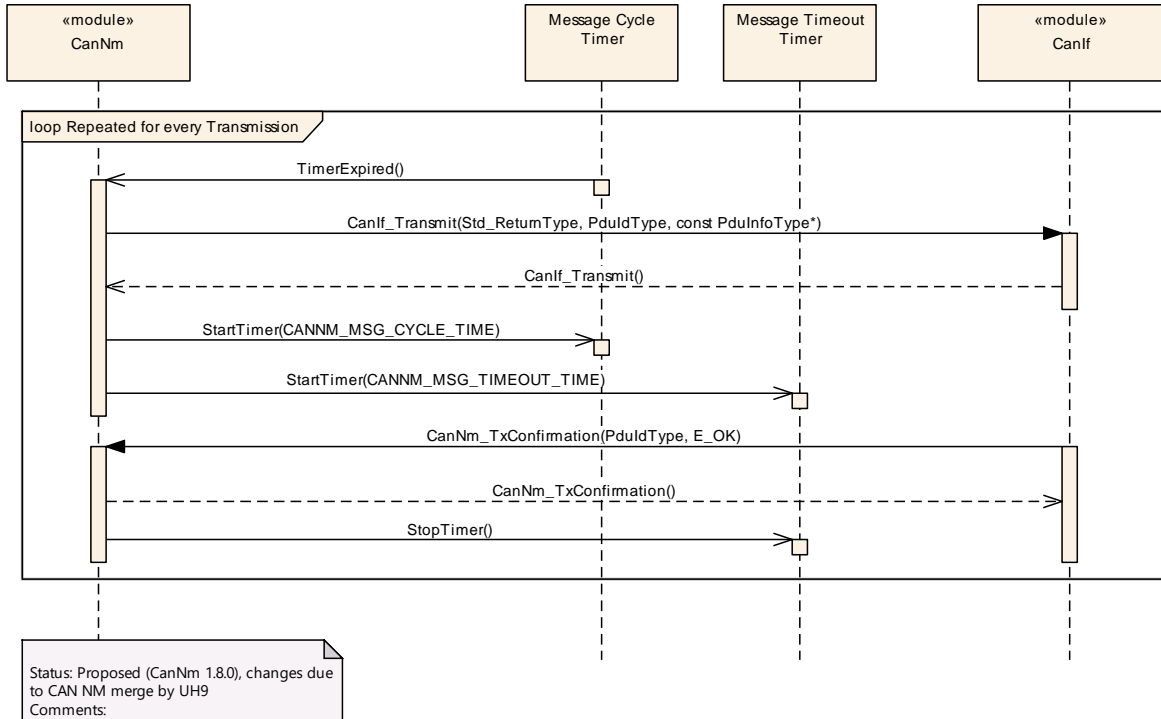 «module»
CanNm
Message Cycle
Timer
Message Timeout
Timer
«module»
CanIf
loop Repeated for every Transmission
TimerExpired()
CanIf_Transmit(Std_ReturnType, PduIdType, const PduInfoType*)
CanIf_Transmit()
StartTimer(CANNM_MSG_CYCLE_TIME)
StartTimer(CANNM_MSG_TIMEOUT_TIME)
CanNm_TxConfirmation(PduIdType, E_OK)
CanNm_TxConfirmation()
StopTimer()
Status: Proposed (CanNm 1.8.0), changes due
to CAN NM merge by UH9
Comments: